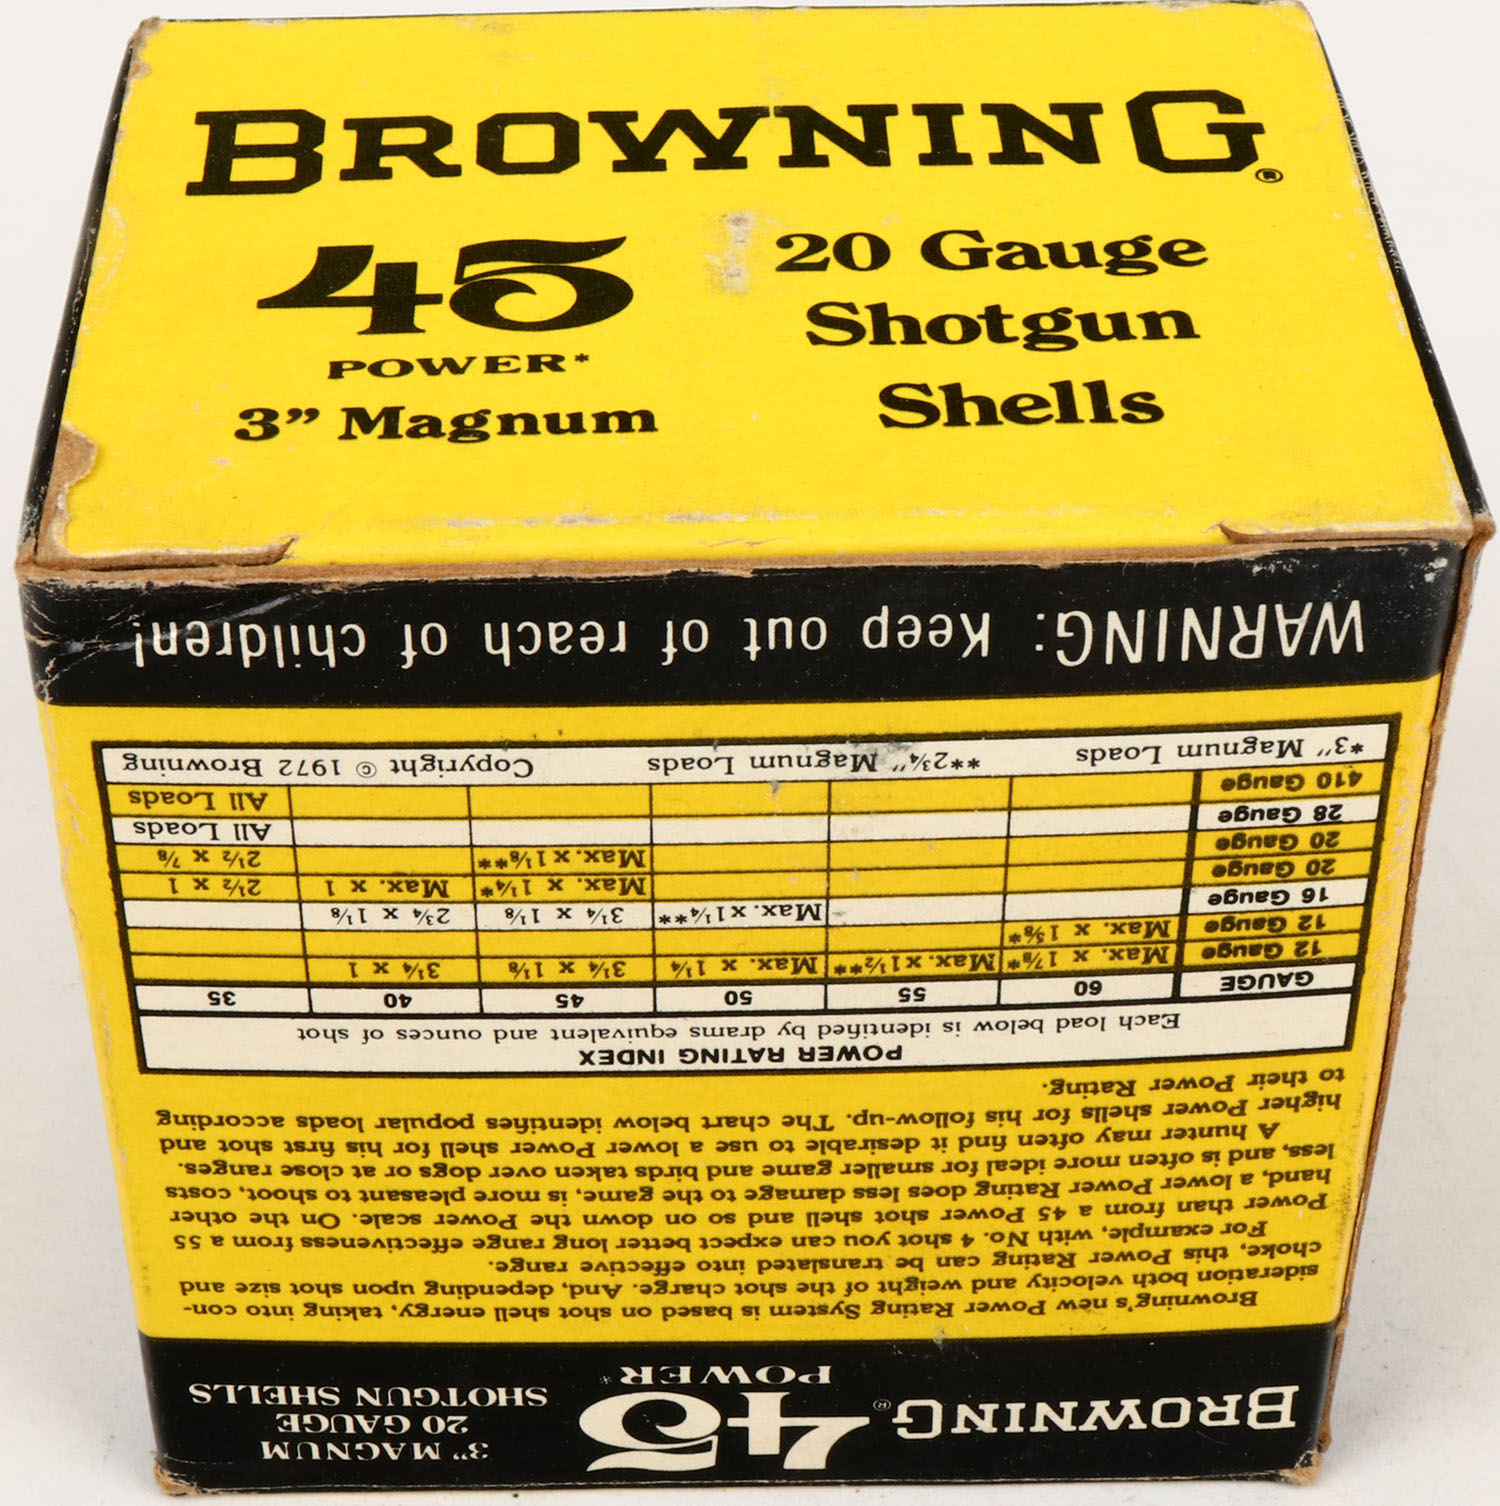 BROWNING®
45
POWER*
3” Magnum
20 Gauge
Shotgun
Shells
BROWNING® 45
POWER*
3" MAGNUM
20 GAUGE
SHOTGUN SHELLS
Browning's new Power Rating System is based on shot shell energy, taking into con-
sideration both velocity and weight of the shot charge. And, depending upon shot size and
choke, this Power Rating can be translated into effective range.
For example, with No. 4 shot you can expect better long range effectiveness from a 55
Power than from a 45 Power shot shell and so on down the Power scale. On the other
hand, a lower Power Rating does less damage to the game, is more pleasant to shoot, costs
less, and is often more ideal for smaller game and birds taken over dogs or at close ranges.
A hunter may often find it desirable to use a lower Power shell for his first shot and
higher Power shells for his follow-up. The chart below identifies popular loads according
to their Power Rating.
POWER RATING INDEX
Each load below is identified by drams equivalent and ounces of shot
GAUGE 60 55 50 45 40 35
12 Gauge Max. x 1⅞* Max. x 1½** Max. x 1¼ 3¼ x 1⅛ 3¼ x 1
12 Gauge Max. x 1⅝*
16 Gauge Max. x 1¼** 3¼ x 1⅛ 2¾ x 1⅛
20 Gauge Max. x 1¼* Max. x 1 2½ x 1
20 Gauge Max. x 1⅛** 2½ x ⅞
28 Gauge All Loads
410 Gauge All Loads
*3" Magnum Loads **2¾" Magnum Loads Copyright © 1972 Browning
WARNING: Keep out of reach of children!